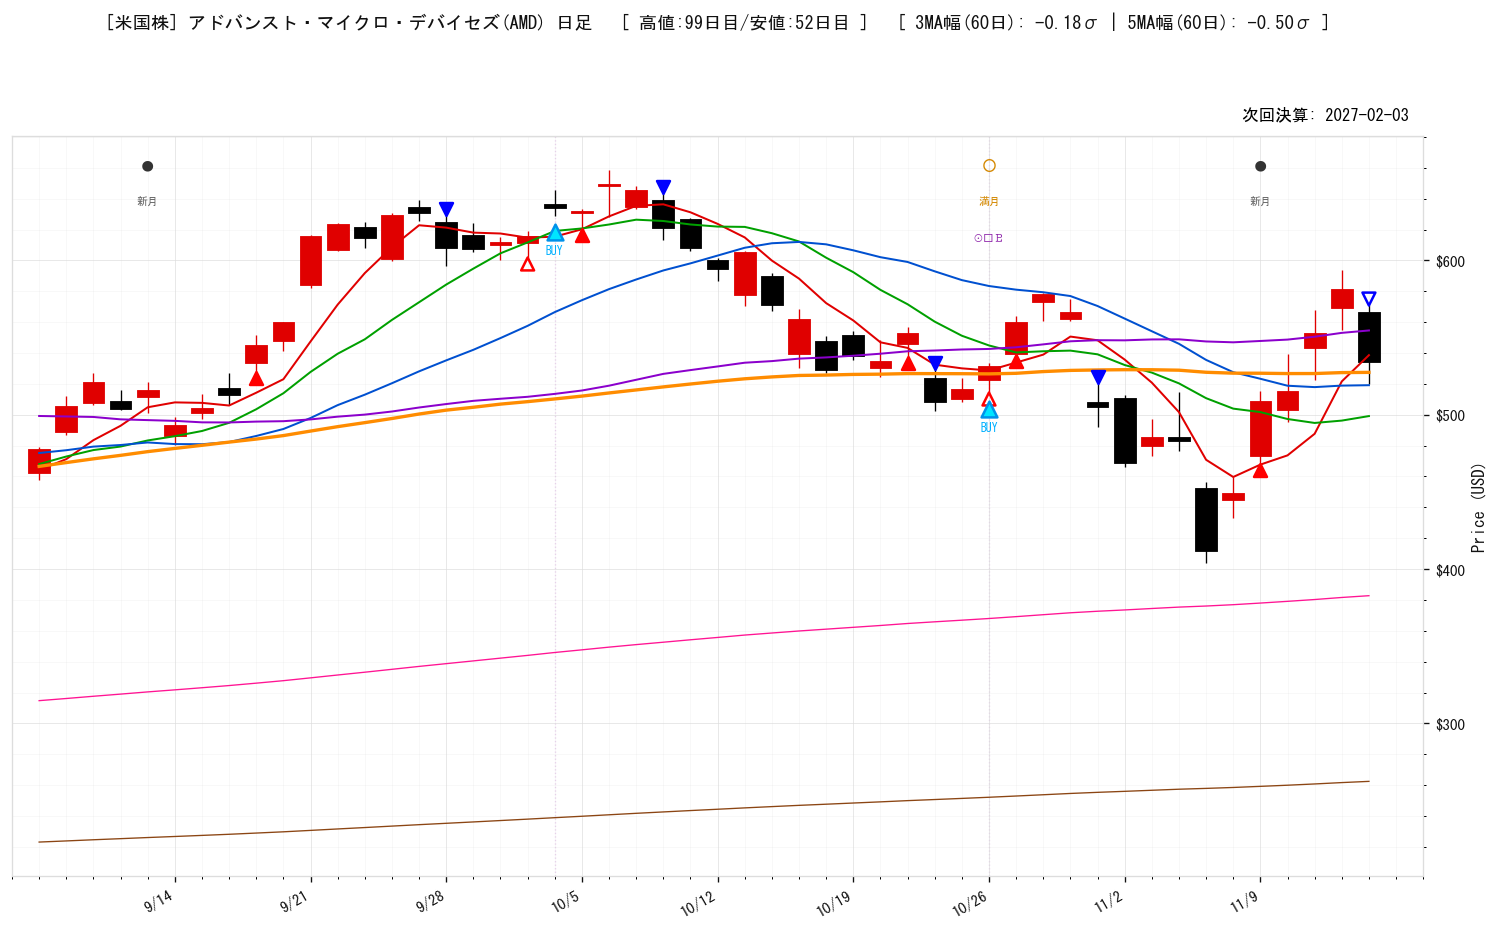 [米国株] アドバンスト・マイクロ・デバイセズ(AMD) 日足　[ 高値:99日目/安値:52日目 ]　[ 3MA幅(60日): -0.18σ | 5MA幅(60日): -0.50σ ]
次回決算: 2027-02-03
新月
満月
新月
☉□♇
BUY
BUY
$600
$500
$400
$300
Price (USD)
9/14
9/21
9/28
10/5
10/12
10/19
10/26
11/2
11/9